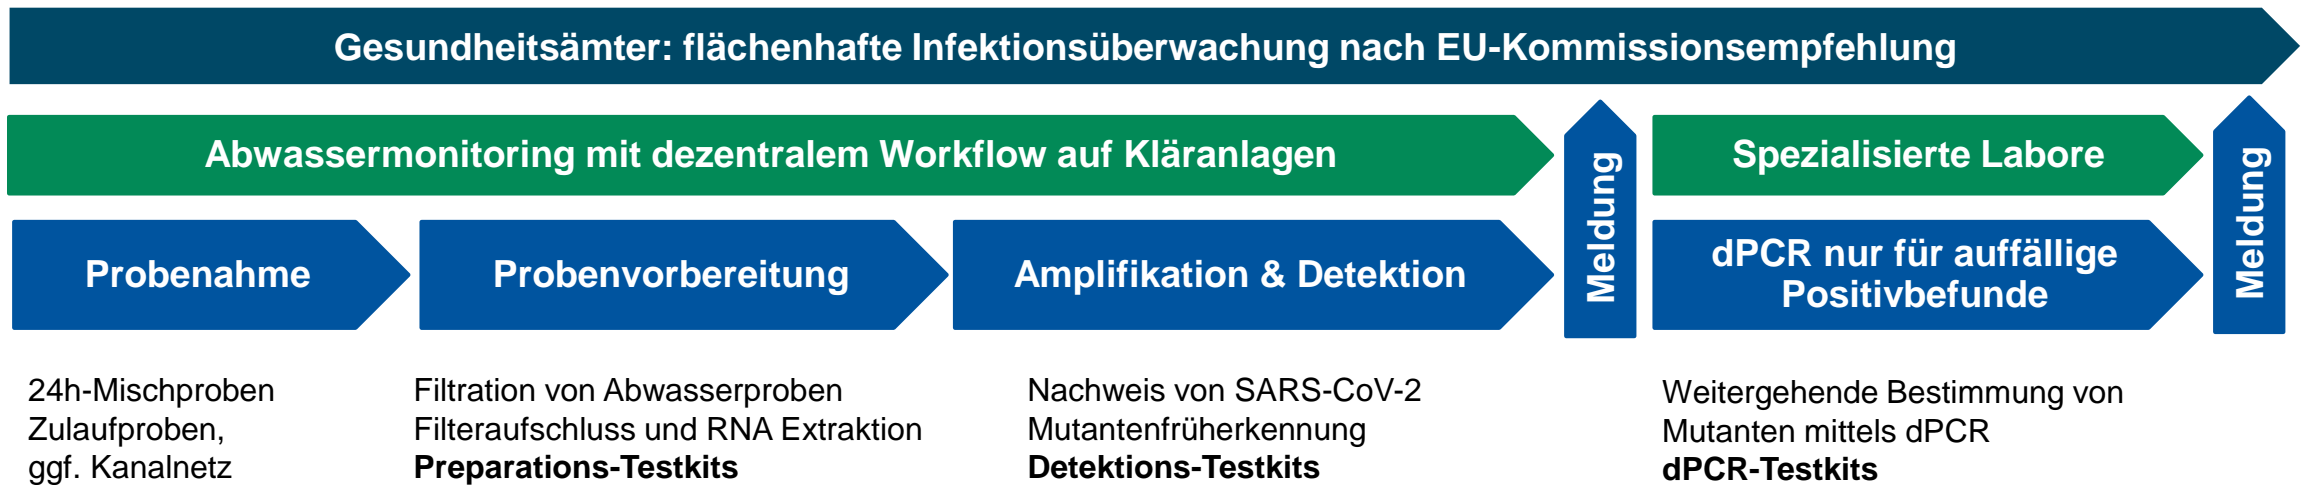 Gesundheitsämter: flächenhafte Infektionsüberwachung nach EU-Kommissionsempfehlung
Abwassermonitoring mit dezentralem Workflow auf Kläranlagen
Meldung
Spezialisierte Labore
Meldung
Probenahme
Probenvorbereitung
Amplifikation & Detektion
dPCR nur für auffällige
Positivbefunde
24h-Mischproben
Zulaufproben,
ggf. Kanalnetz
Filtration von Abwasserproben
Filteraufschluss und RNA Extraktion
Preparations-Testkits
Nachweis von SARS-CoV-2
Mutantenfrüherkennung
Detektions-Testkits
Weitergehende Bestimmung von
Mutanten mittels dPCR
dPCR-Testkits